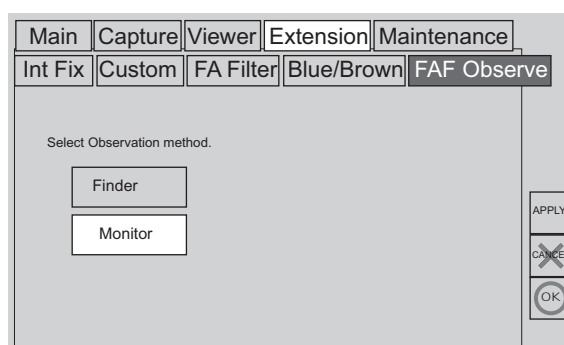 Main Capture Viewer Extension Maintenance
Int Fix Custom FA Filter Blue/Brown FAF Observe
Select Observation method.
Finder
Monitor
APPLY
CANCE
OK